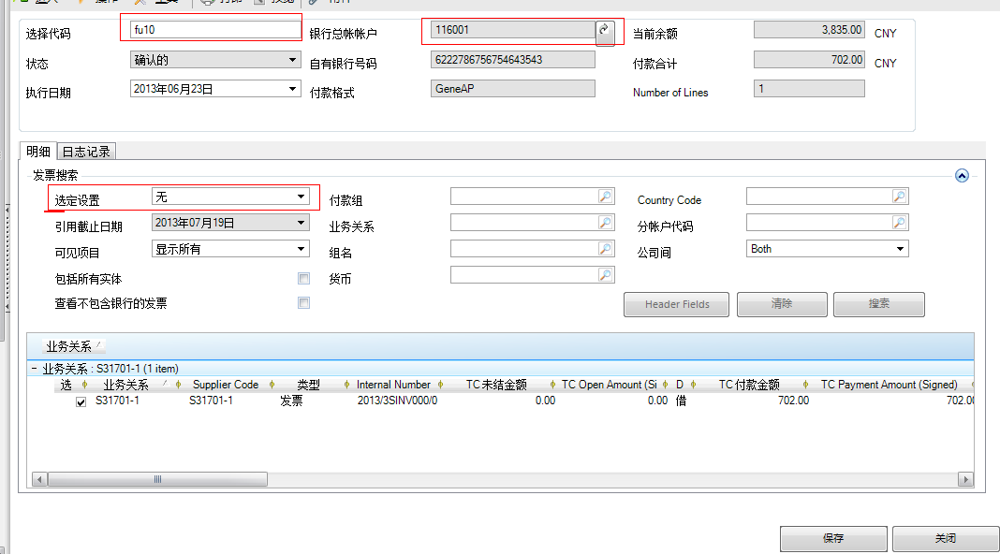 选择代码 fu10 银行总帐帐户 116001 当前余额 3,835.00 CNY
状态 确认的 自有银行号码 6222786756754643543 付款合计 702.00 CNY
执行日期 2013年06月23日 付款格式 GeneAP Number of Lines 1
明细 日志记录
发票搜索
选定设置 无 付款组 Country Code
引用截止日期 2013年07月19日 业务关系 分帐户代码
可见项目 显示所有 组名 公司间 Both
包括所有实体 货币
查看不包含银行的发票
Header Fields 清除 搜索
业务关系
业务关系 : S31701-1 (1 item)
选 业务关系 Supplier Code 类型 Internal Number TC 未结金额 TC Open Amount (Si D TC 付款金额 TC Payment Amount (Signed)
S31701-1 S31701-1 发票 2013/3SINV000/0 0.00 0.00 借 702.00 702.00
保存 关闭